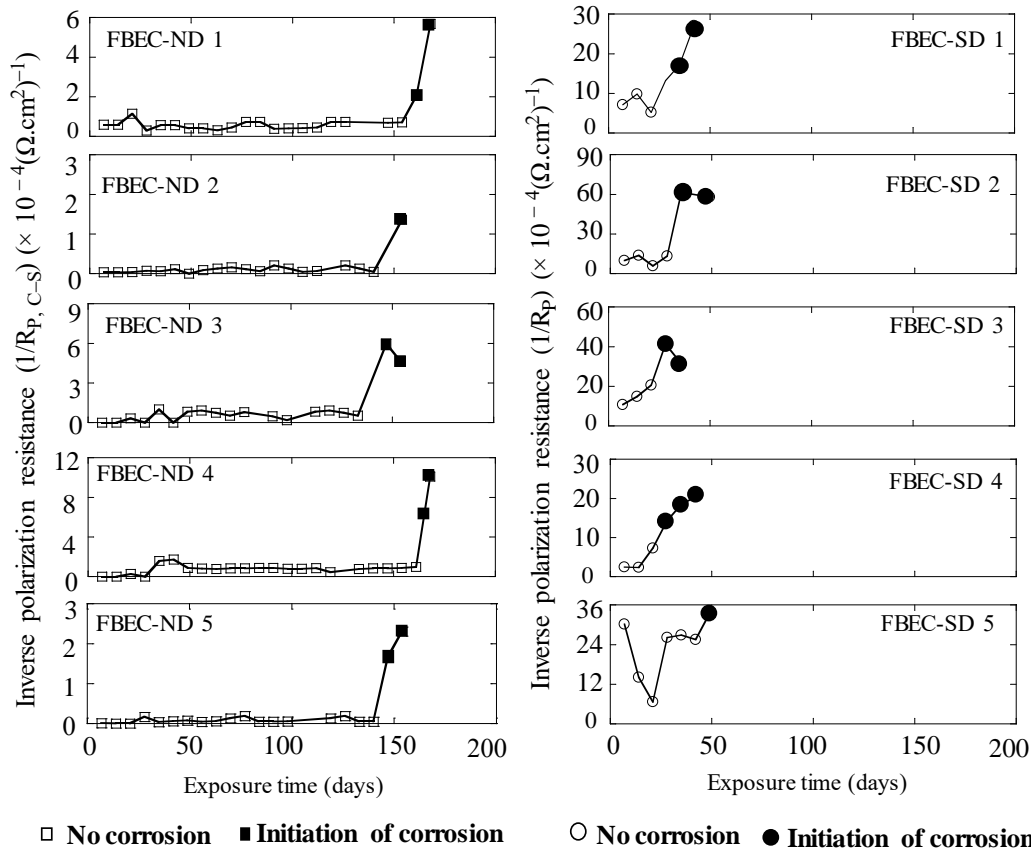 Inverse polarization resistance (1/R_P, C–S) (× 10⁻⁴(Ω.cm²)⁻¹
FBEC-ND 1
6
4
2
0
FBEC-ND 2
3
2
1
0
FBEC-ND 3
9
6
3
0
FBEC-ND 4
12
8
4
0
FBEC-ND 5
3
2
1
0
0 50 100 150 200
Exposure time (days)
□ No corrosion ■ Initiation of corrosion
Inverse polarization resistance (1/R_P) (× 10⁻⁴(Ω.cm²)⁻¹
FBEC-SD 1
30
20
10
0
FBEC-SD 2
90
60
30
0
FBEC-SD 3
60
40
20
0
FBEC-SD 4
30
20
10
0
FBEC-SD 5
36
24
12
0
0 50 100 150 200
Exposure time (days)
○ No corrosion ● Initiation of corrosion